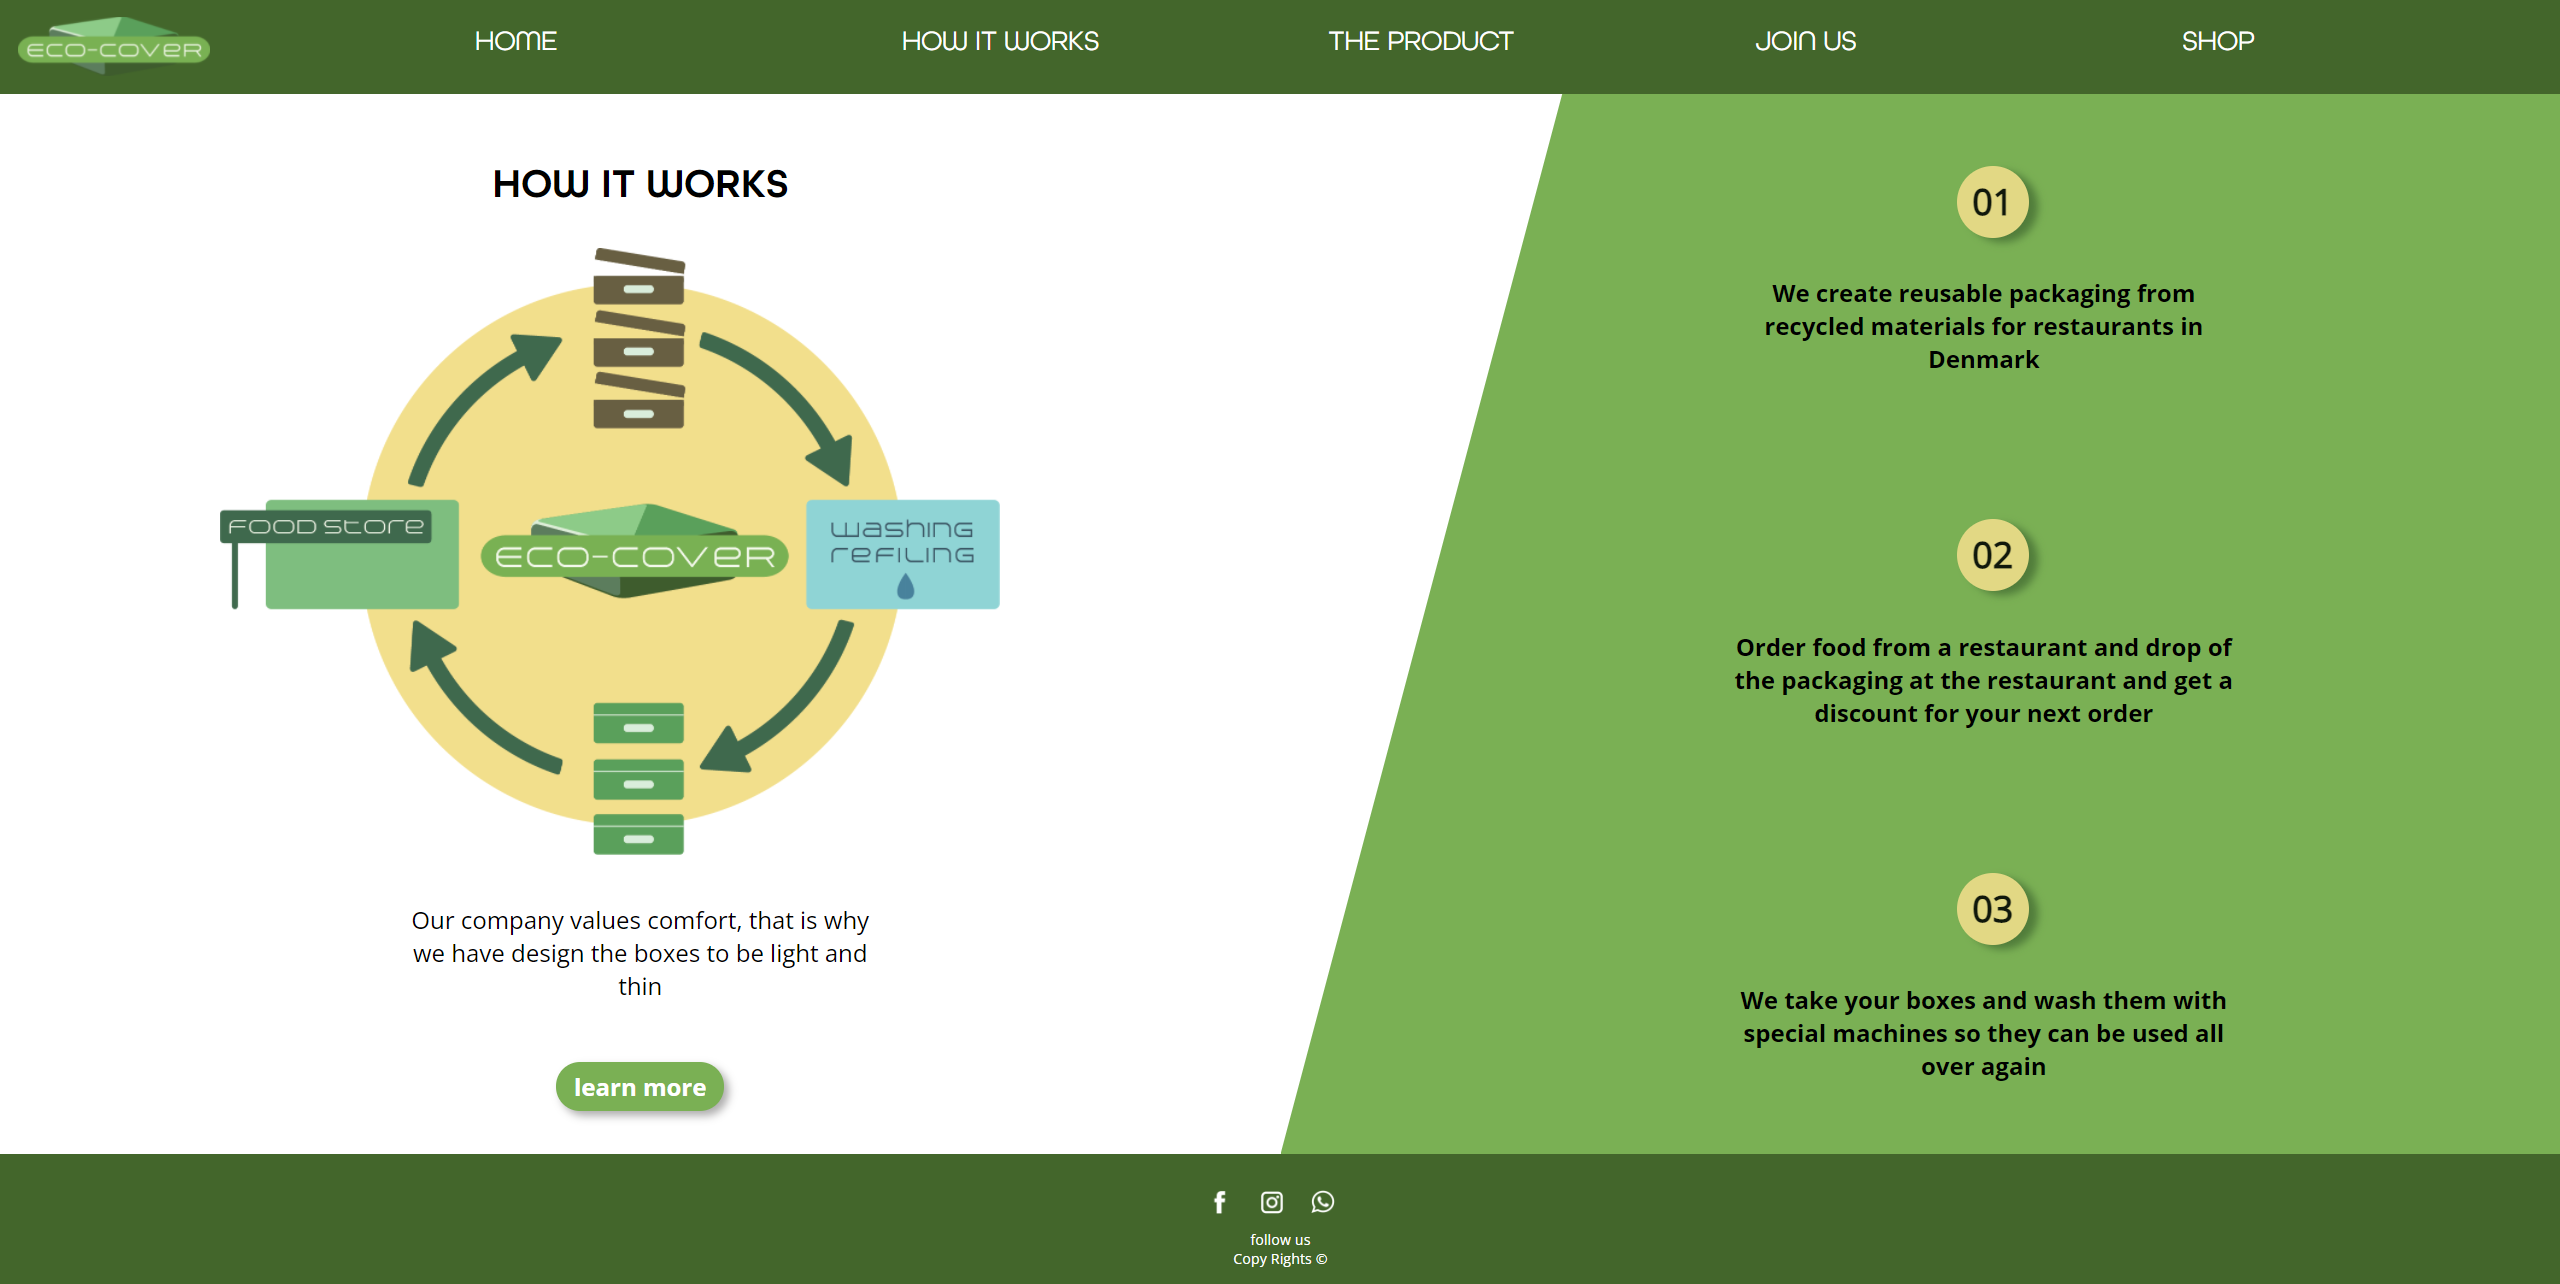 ECO-COVER
HOME
HOW IT WORKS
THE PRODUCT
JOIN US
SHOP
HOW IT WORKS
FOOD STORE
ECO-COVER
WASHING
REFILING
Our company values comfort, that is why
we have design the boxes to be light and
thin
learn more
01
We create reusable packaging from
recycled materials for restaurants in
Denmark
02
Order food from a restaurant and drop of
the packaging at the restaurant and get a
discount for your next order
03
We take your boxes and wash them with
special machines so they can be used all
over again
follow us
Copy Rights ©